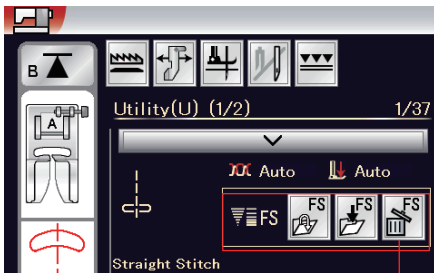 B
A
Utility(U) (1/2) 1/37
Auto Auto
FS FS FS FS
Straight Stitch